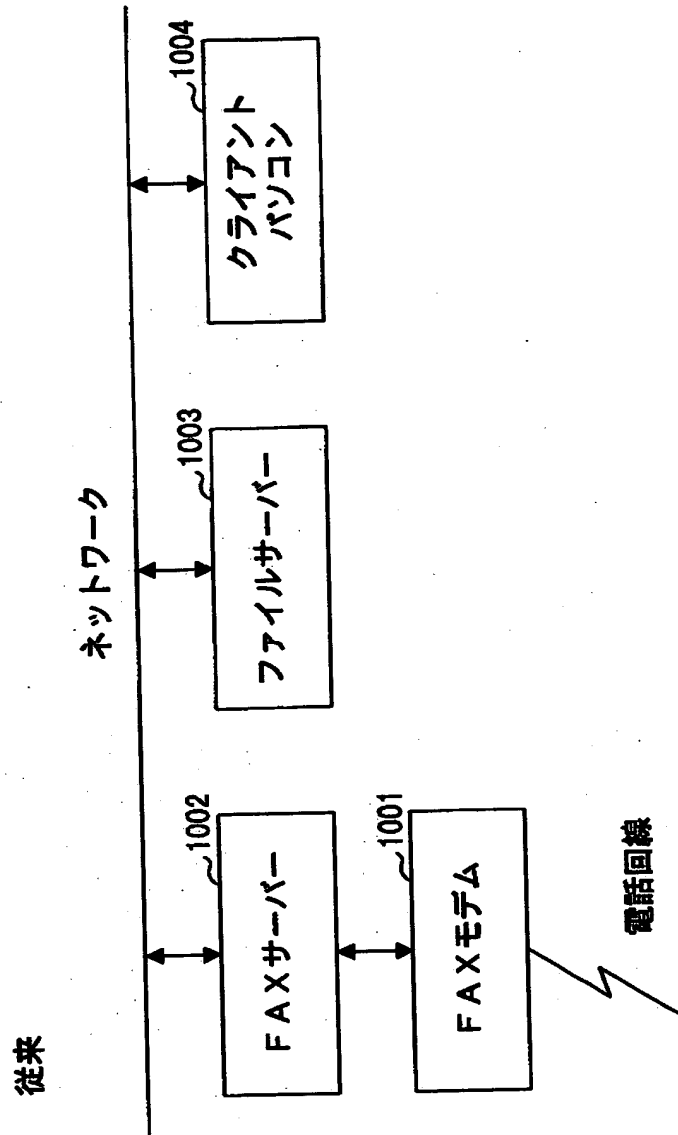 従来
ネットワーク
1002
FAXサーバー
1003
ファイルサーバー
1004
クライアント
パソコン
1001
FAXモデム
電話回線